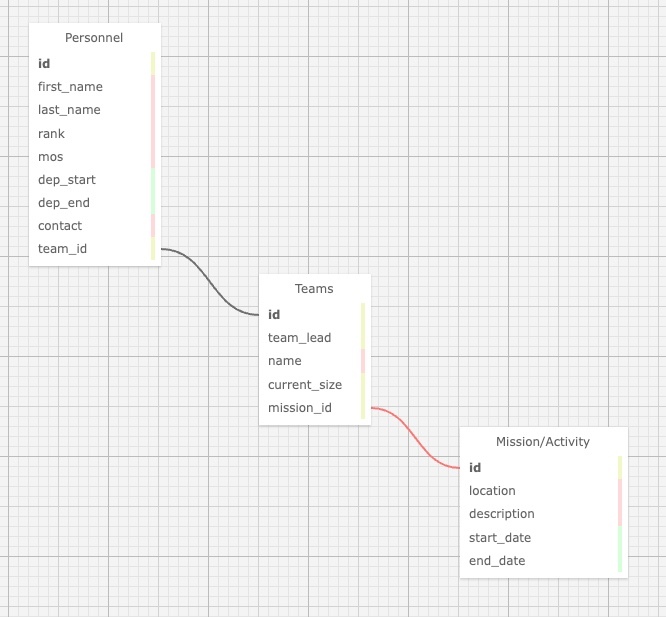 Personnel
id
first_name
last_name
rank
mos
dep_start
dep_end
contact
team_id
Teams
id
team_lead
name
current_size
mission_id
Mission/Activity
id
location
description
start_date
end_date